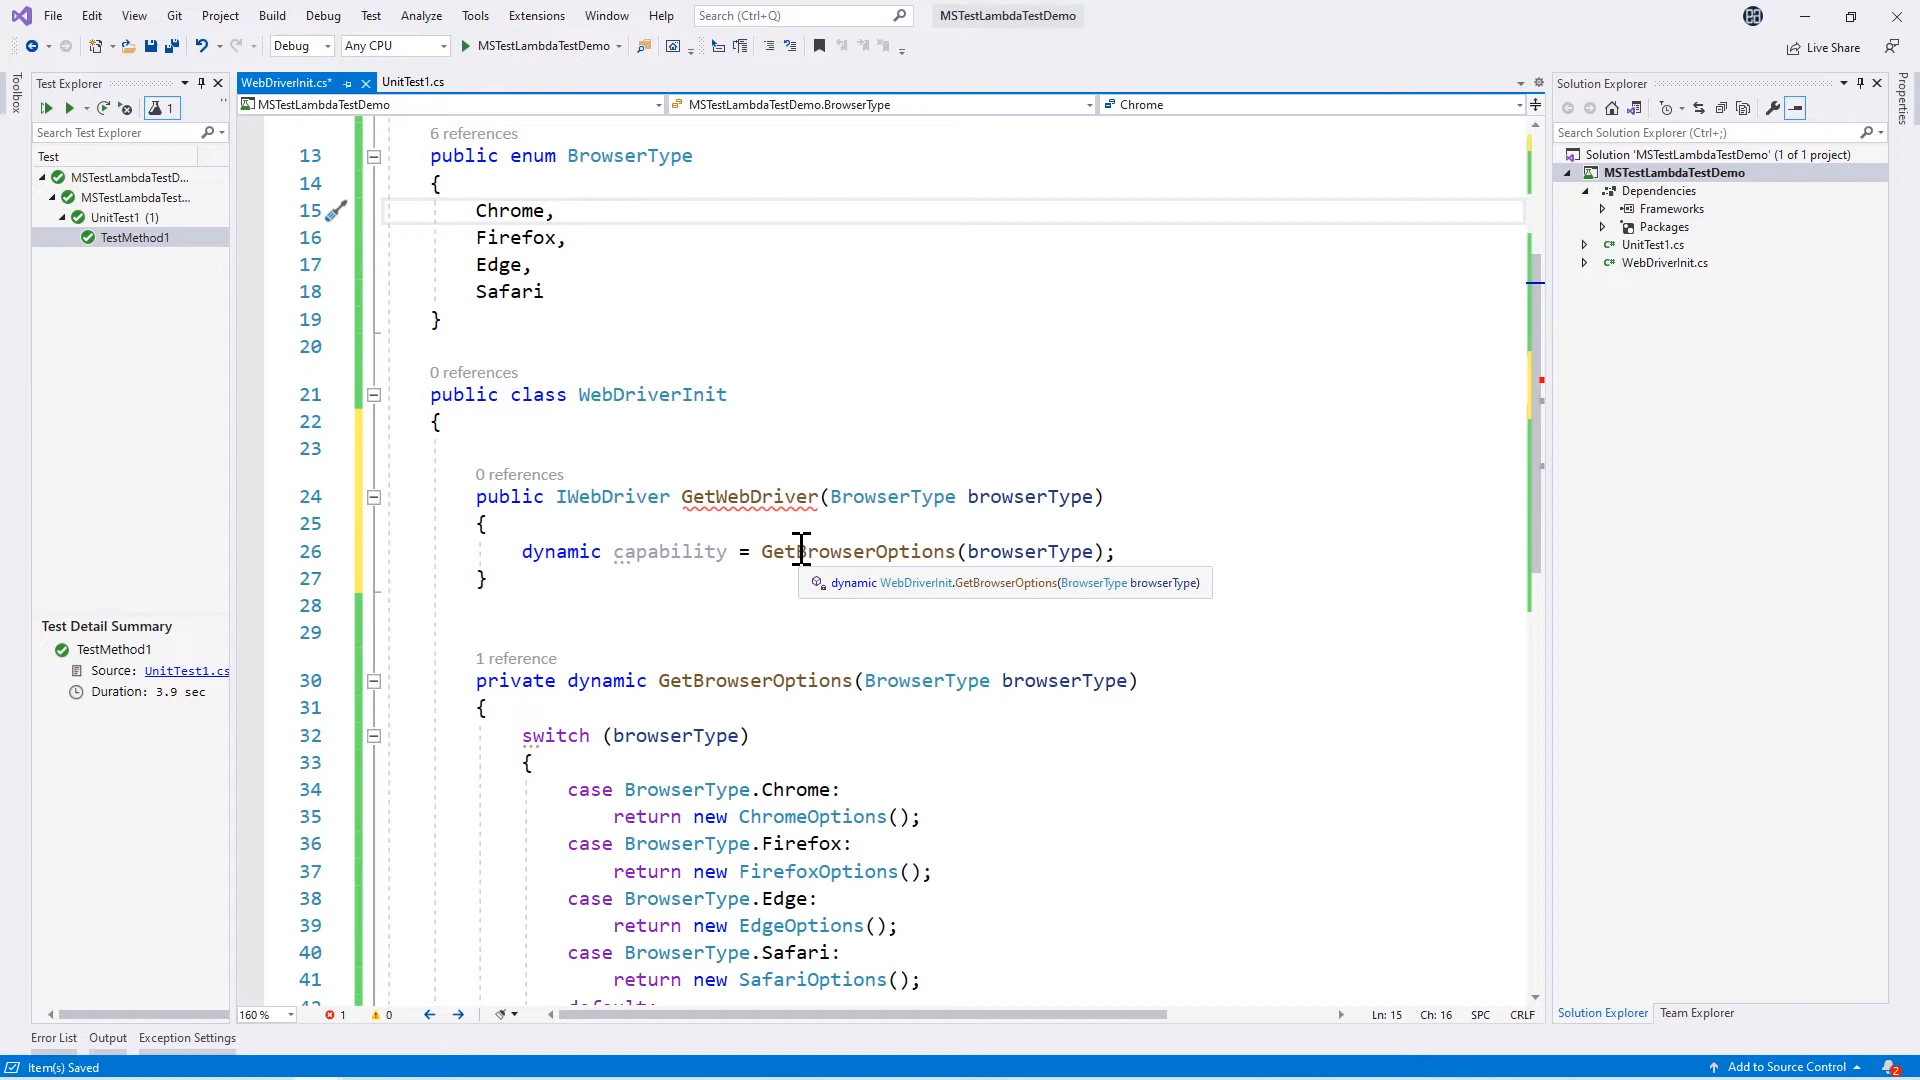 File Edit View Git Project Build Debug Test Analyze Tools Extensions Window Help Search (Ctrl+Q) MSTestLambdaTestDemo
Debug Any CPU MSTestLambdaTestDemo Live Share
Toolbox
Test Explorer
1
Search Test Explorer
Test
MSTestLambdaTestD...
MSTestLambdaTest...
UnitTest1 (1)
TestMethod1
Test Detail Summary
TestMethod1
Source: UnitTest1.cs
Duration: 3.9 sec
WebDriverInit.cs* UnitTest1.cs
MSTestLambdaTestDemo MSTestLambdaTestDemo.BrowserType Chrome
6 references
13 public enum BrowserType
14 {
15 Chrome,
16 Firefox,
17 Edge,
18 Safari
19 }
20
0 references
21 public class WebDriverInit
22 {
23
0 references
24 public IWebDriver GetWebDriver(BrowserType browserType)
25 {
26 dynamic capability = GetBrowserOptions(browserType);
27 }
dynamic WebDriverInit.GetBrowserOptions(BrowserType browserType)
28
29
1 reference
30 private dynamic GetBrowserOptions(BrowserType browserType)
31 {
32 switch (browserType)
33 {
34 case BrowserType.Chrome:
35 return new ChromeOptions();
36 case BrowserType.Firefox:
37 return new FirefoxOptions();
38 case BrowserType.Edge:
39 return new EdgeOptions();
40 case BrowserType.Safari:
41 return new SafariOptions();
42 default:
160 % 1 0 Ln: 15 Ch: 16 SPC CRLF
Solution Explorer
Search Solution Explorer (Ctrl+;)
Solution 'MSTestLambdaTestDemo' (1 of 1 project)
MSTestLambdaTestDemo
Dependencies
Frameworks
Packages
C# UnitTest1.cs
C# WebDriverInit.cs
Solution Explorer Team Explorer
Properties
Error List Output Exception Settings
Item(s) Saved Add to Source Control 2